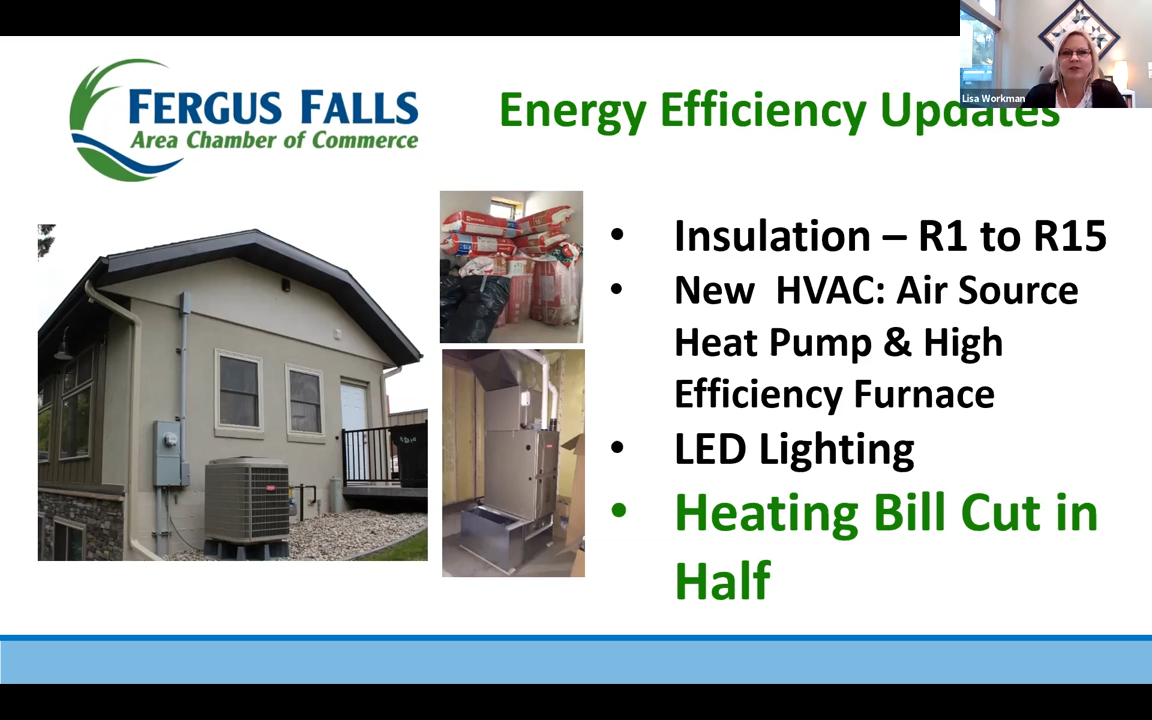 Lisa Workman
FERGUS FALLS
Area Chamber of Commerce
Energy Efficiency Updates
• Insulation – R1 to R15
• New HVAC: Air Source
Heat Pump & High
Efficiency Furnace
• LED Lighting
• Heating Bill Cut in
Half